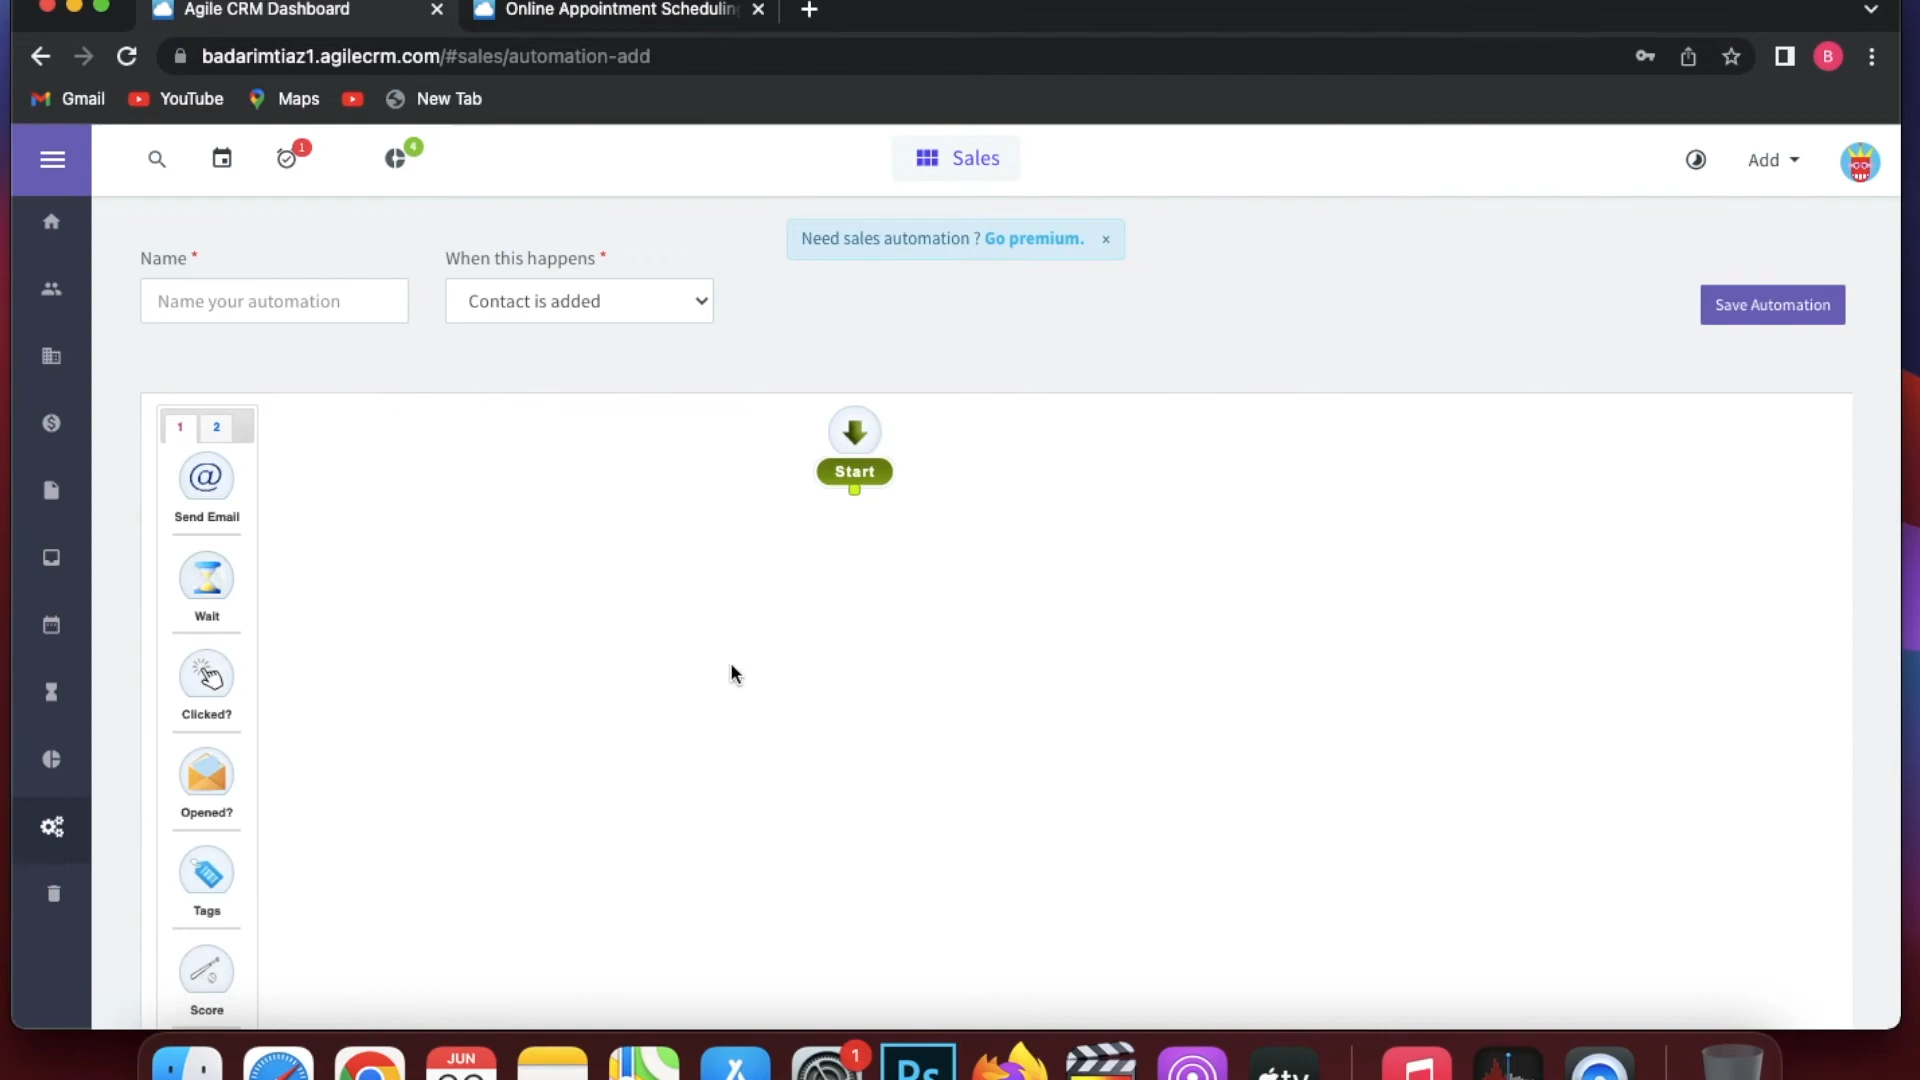 Agile CRM Dashboard
Online Appointment Schedulin
badarimtiaz1.agilecrm.com/#sales/automation-add
B
Gmail
YouTube
Maps
New Tab
1
4
Sales
Add
Need sales automation ? Go premium. ×
Name *
When this happens *
Name your automation
Contact is added
Save Automation
1
2
Start
@
Send Email
Wait
Clicked?
Opened?
Tags
Score
JUN
1
Ps
tv